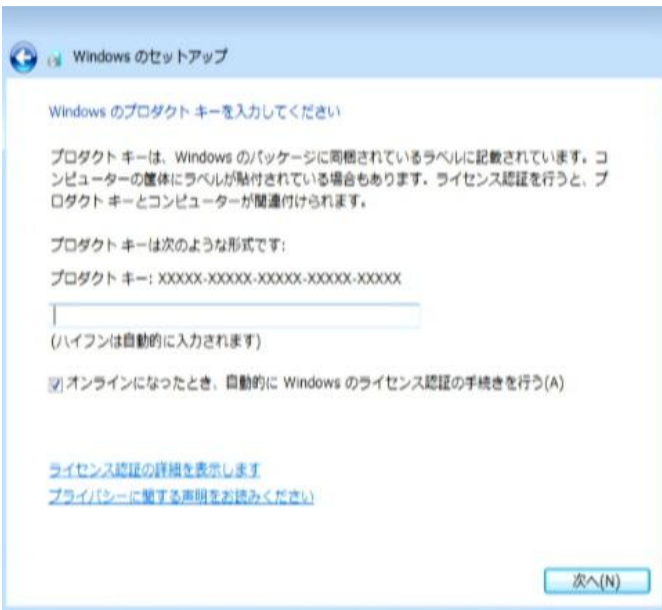 Windows のセットアップ
Windows のプロダクト キーを入力してください
プロダクト キーは、Windows のパッケージに同梱されているラベルに記載されています。コ
ンピューターの筐体にラベルが貼付されている場合もあります。ライセンス認証を行うと、プ
ロダクト キーとコンピューターが関連付けられます。
プロダクト キーは次のような形式です:
プロダクト キー: XXXXX-XXXXX-XXXXX-XXXXX-XXXXX
(ハイフンは自動的に入力されます)
オンラインになったとき、自動的に Windows のライセンス認証の手続きを行う(A)
ライセンス認証の詳細を表示します
プライバシーに関する声明をお読みください
次へ(N)